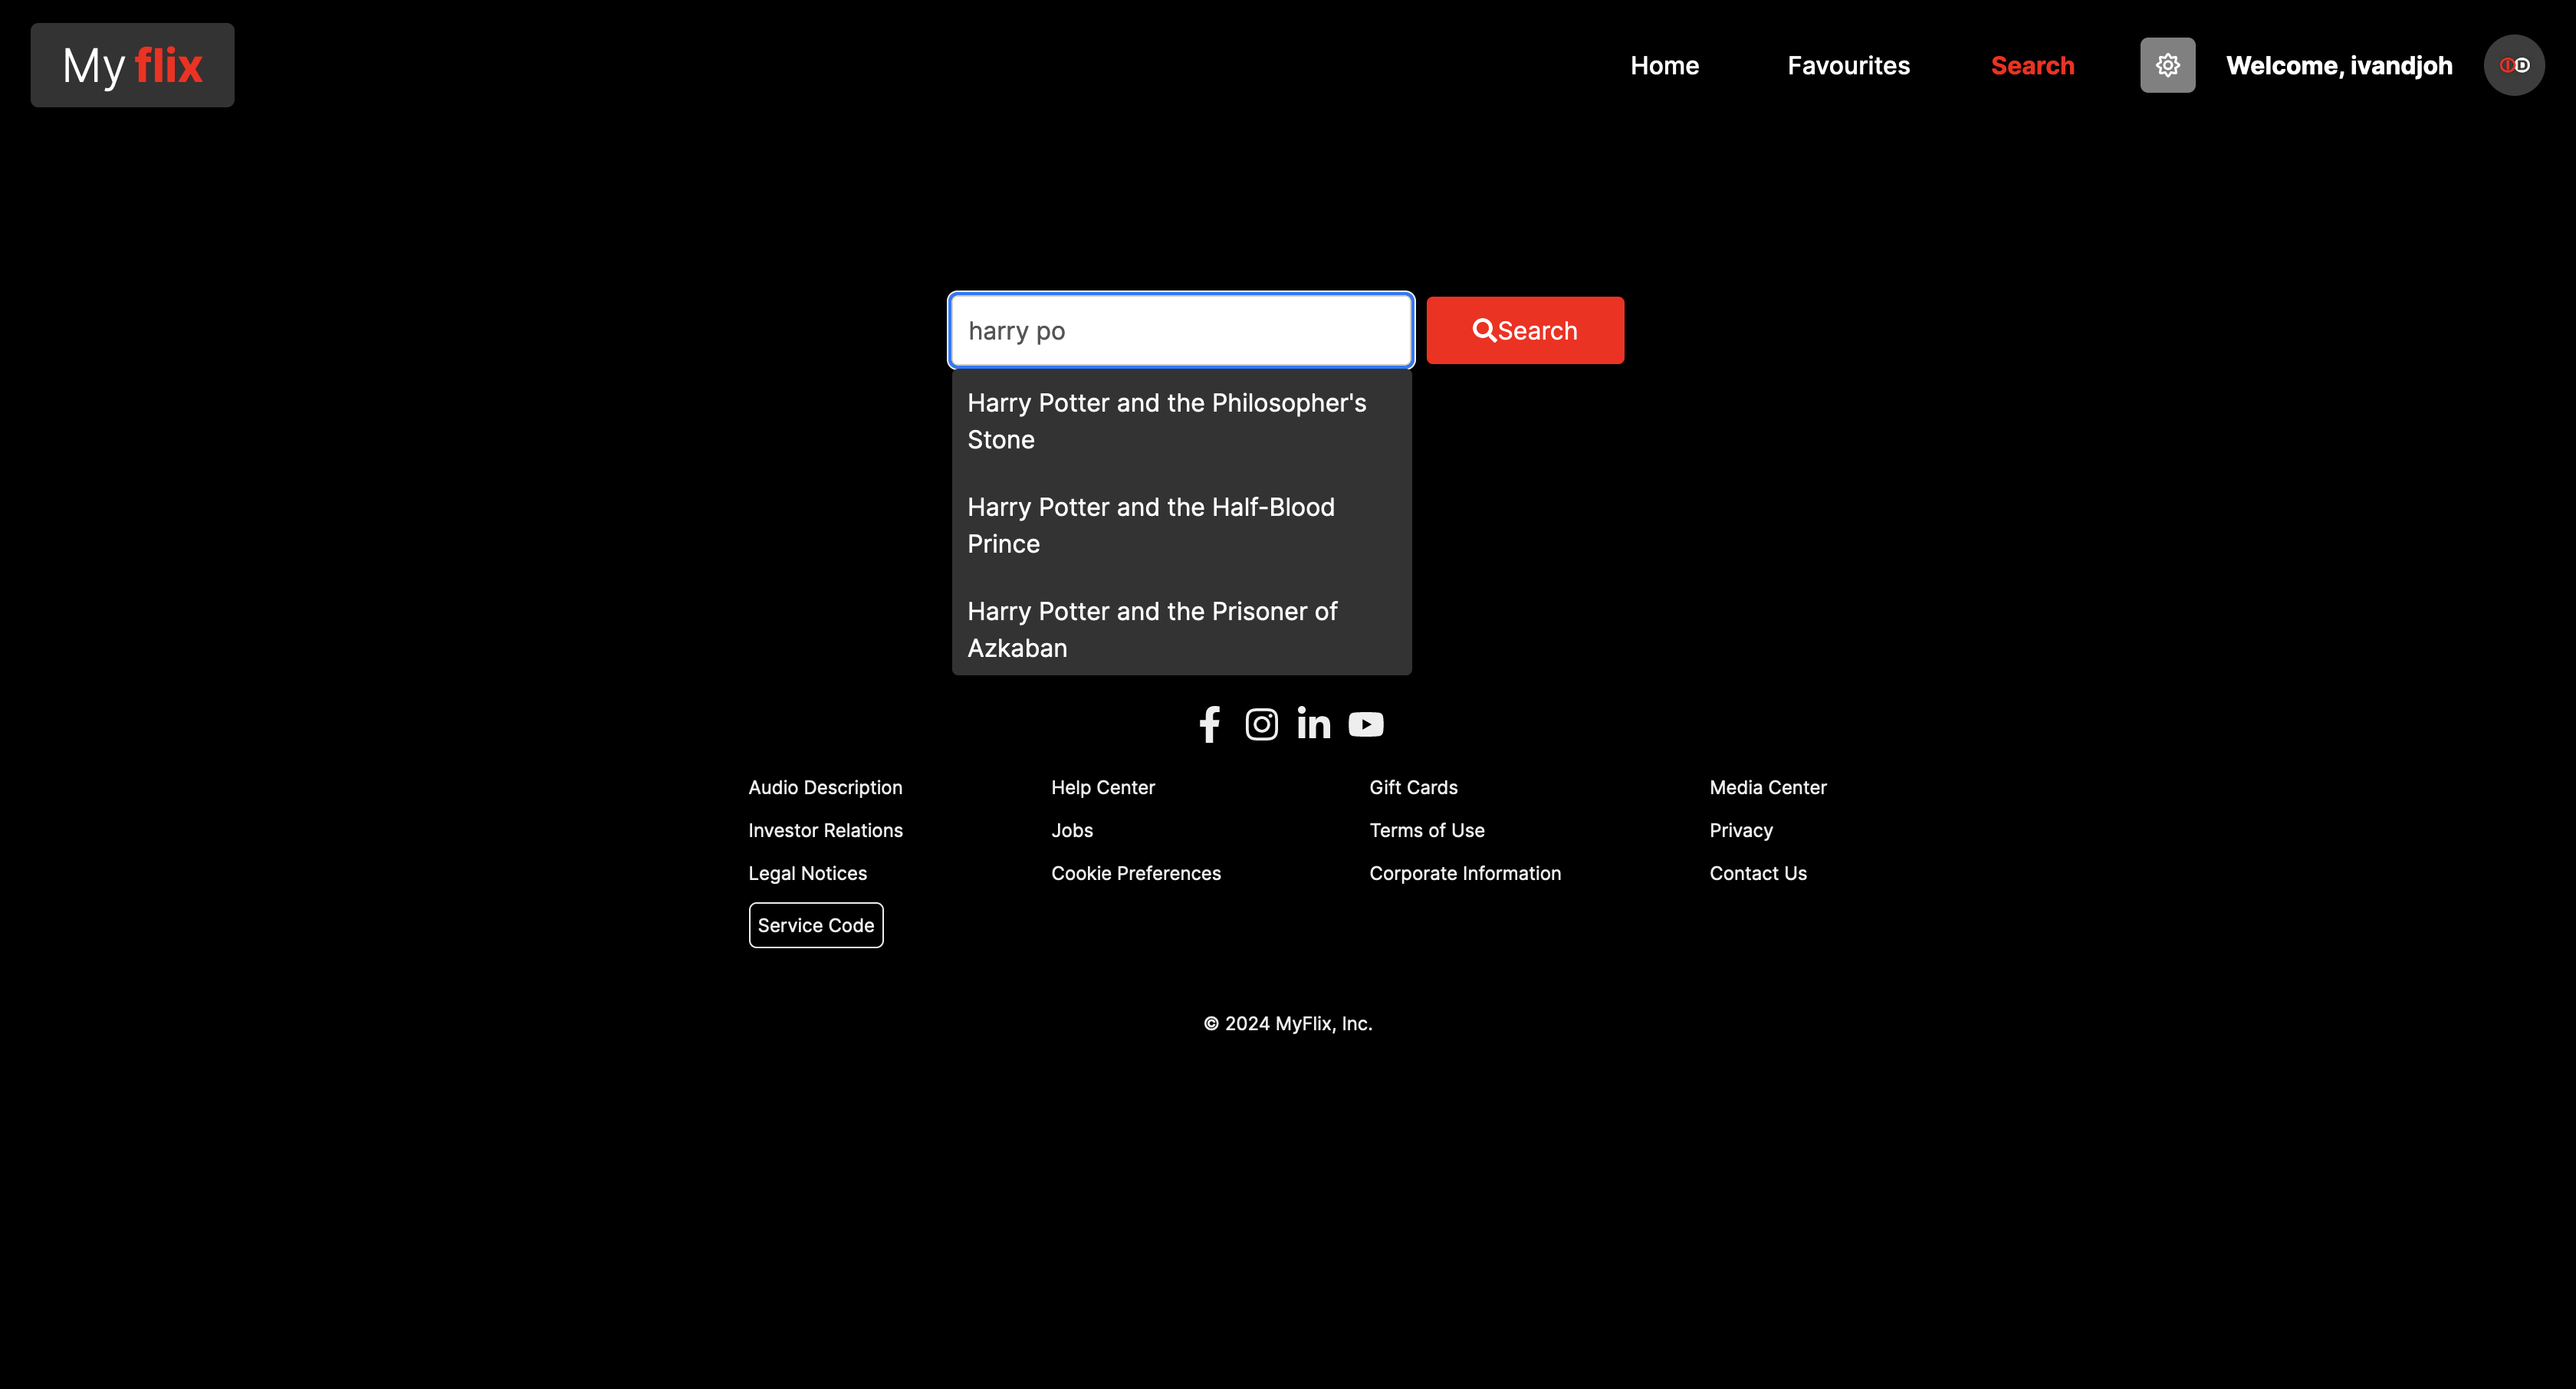 My flix
Home Favourites Search Welcome, ivandjoh ID
harry po Search
Harry Potter and the Philosopher's
Stone
Harry Potter and the Half-Blood
Prince
Harry Potter and the Prisoner of
Azkaban
Audio Description Help Center Gift Cards Media Center
Investor Relations Jobs Terms of Use Privacy
Legal Notices Cookie Preferences Corporate Information Contact Us
Service Code
© 2024 MyFlix, Inc.